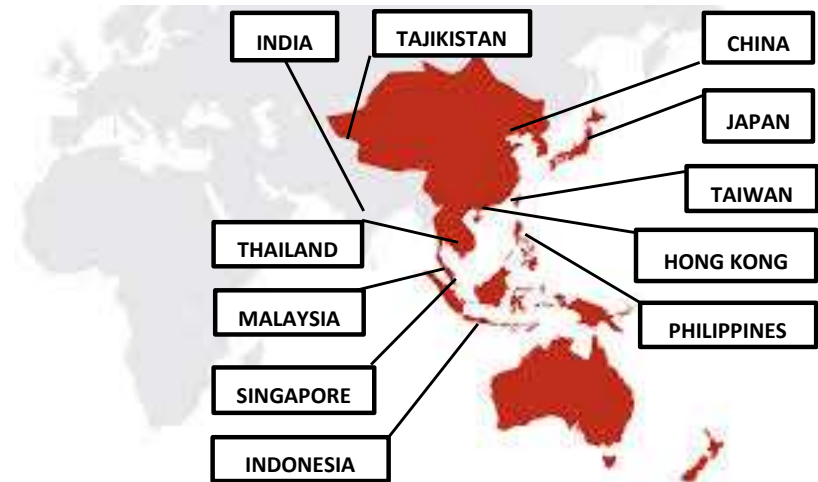 INDIA
TAJIKISTAN
CHINA
JAPAN
TAIWAN
THAILAND
HONG KONG
MALAYSIA
PHILIPPINES
SINGAPORE
INDONESIA